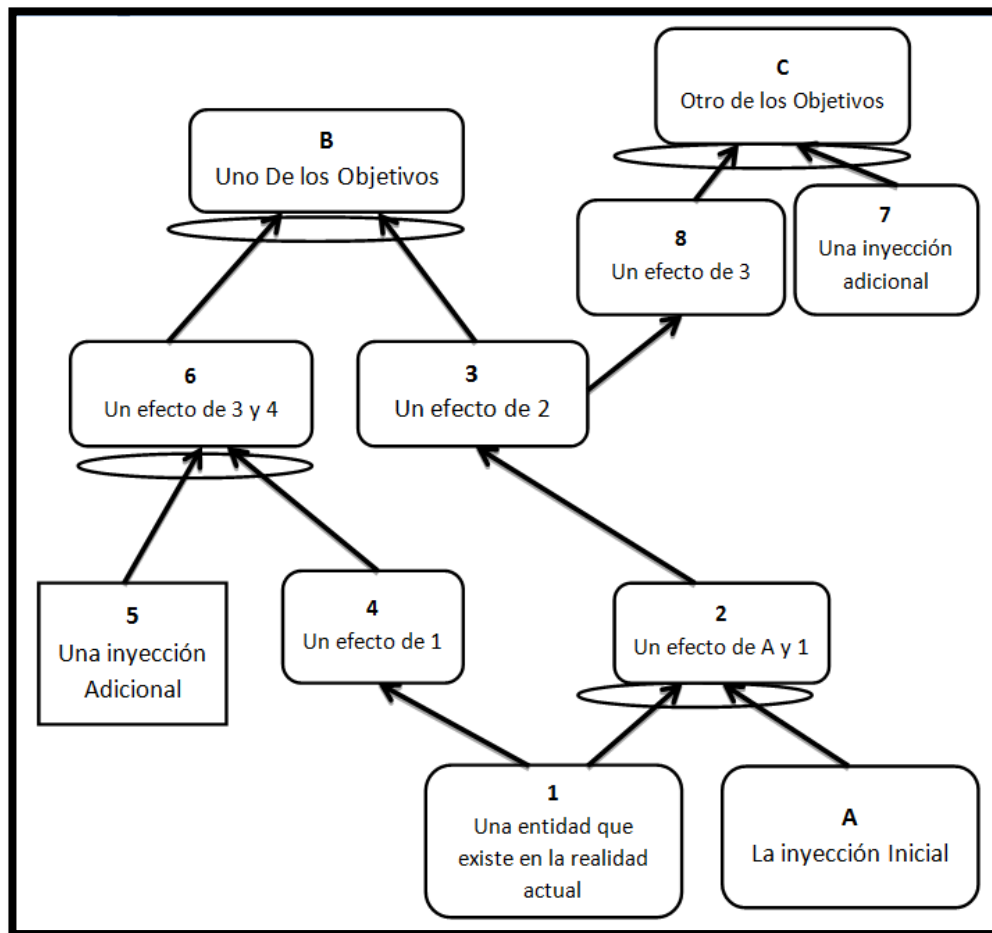 C
Otro de los Objetivos
B
Uno De los Objetivos
8
Un efecto de 3
7
Una inyección
adicional
6
Un efecto de 3 y 4
3
Un efecto de 2
5
Una inyección
Adicional
4
Un efecto de 1
2
Un efecto de A y 1
1
Una entidad que
existe en la realidad
actual
A
La inyección Inicial